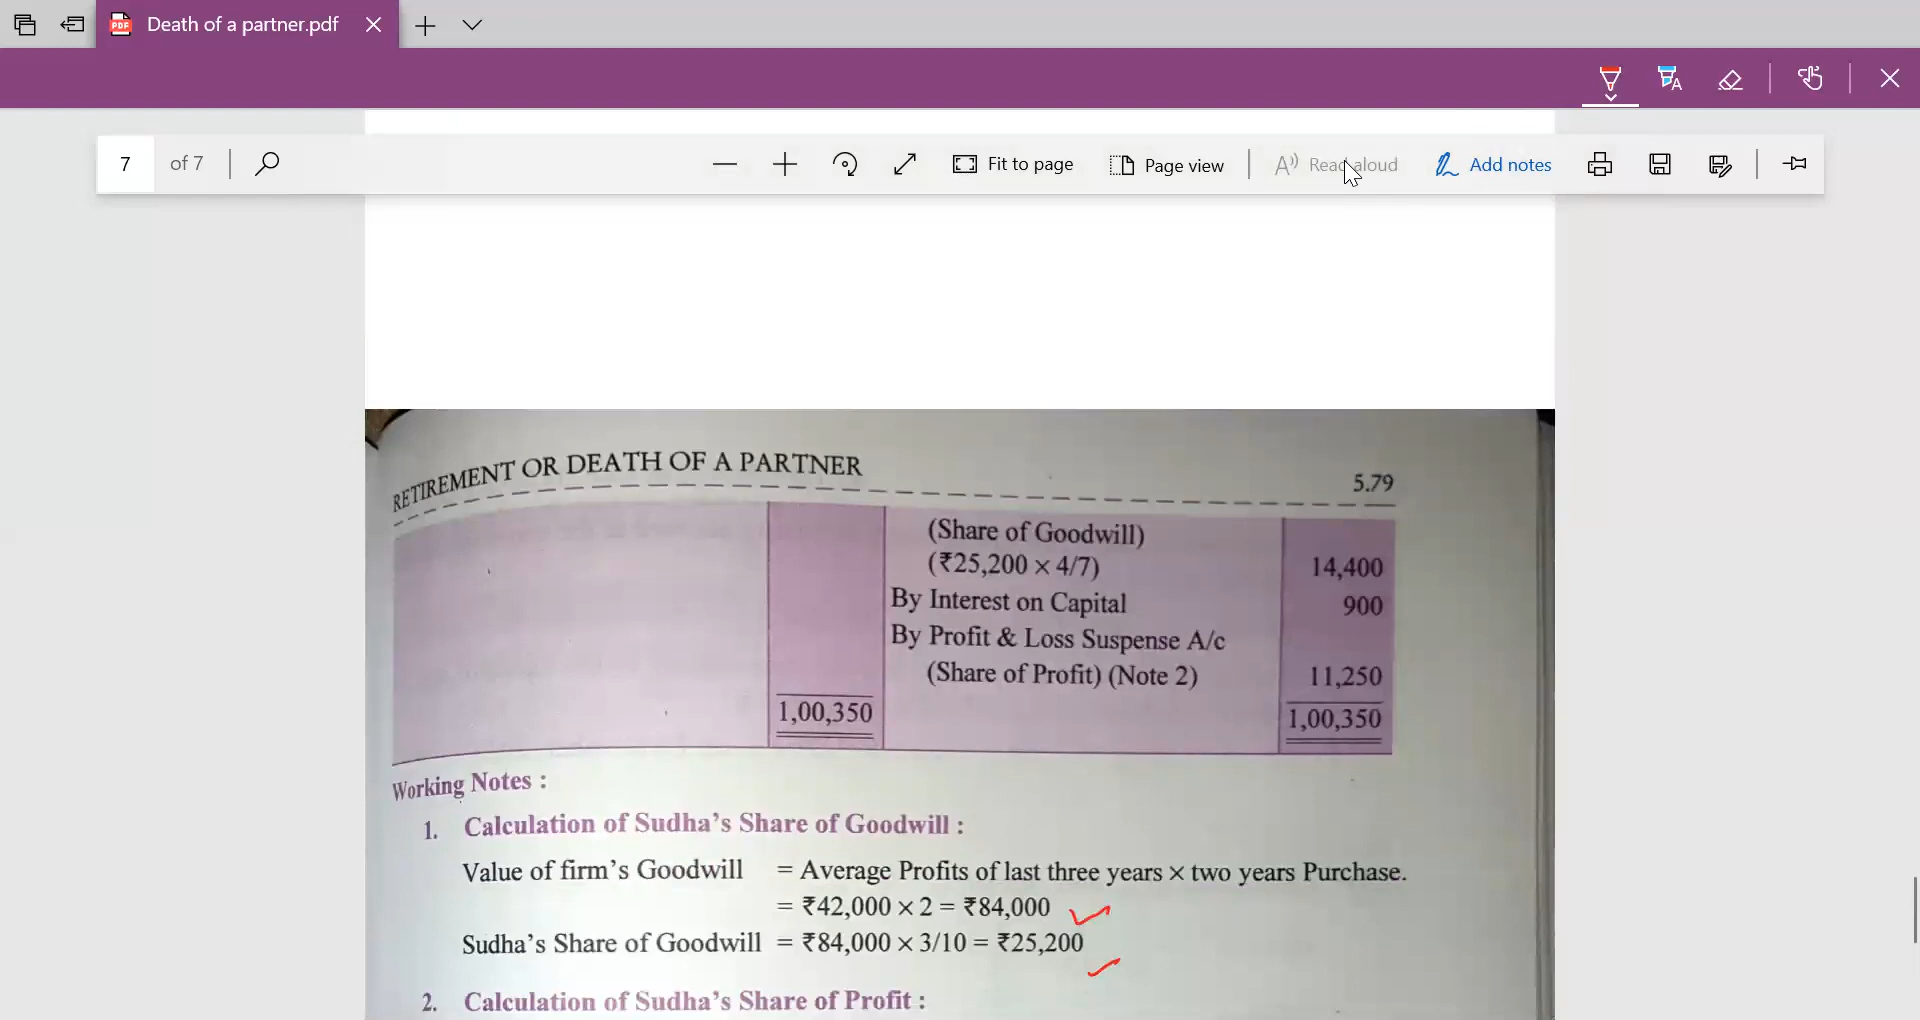 Death of a partner.pdf
7 of 7
Fit to page
Page view
Read aloud
Add notes
RETIREMENT OR DEATH OF A PARTNER
5.79
(Share of Goodwill)
(₹25,200 × 4/7) 14,400
By Interest on Capital 900
By Profit & Loss Suspense A/c
(Share of Profit) (Note 2) 11,250
1,00,350 1,00,350
Working Notes :
1. Calculation of Sudha's Share of Goodwill :
Value of firm's Goodwill = Average Profits of last three years × two years Purchase.
= ₹42,000 × 2 = ₹84,000
Sudha's Share of Goodwill = ₹84,000 × 3/10 = ₹25,200
2. Calculation of Sudha's Share of Profit :